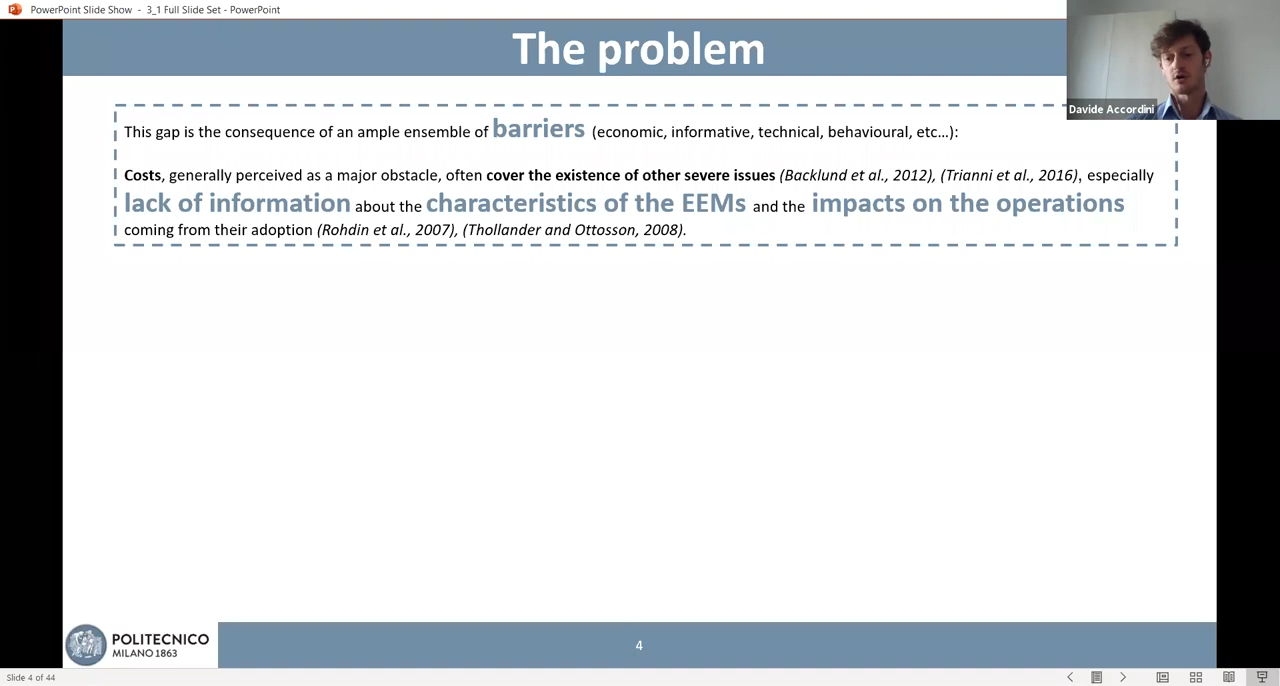 PowerPoint Slide Show - 3_1 Full Slide Set - PowerPoint
The problem
Davide Accordini
This gap is the consequence of an ample ensemble of barriers (economic, informative, technical, behavioural, etc...):
Costs, generally perceived as a major obstacle, often cover the existence of other severe issues (Backlund et al., 2012), (Trianni et al., 2016), especially
lack of information about the characteristics of the EEMs and the impacts on the operations
coming from their adoption (Rohdin et al., 2007), (Thollander and Ottosson, 2008).
POLITECNICO
MILANO 1863
4
Slide 4 of 44